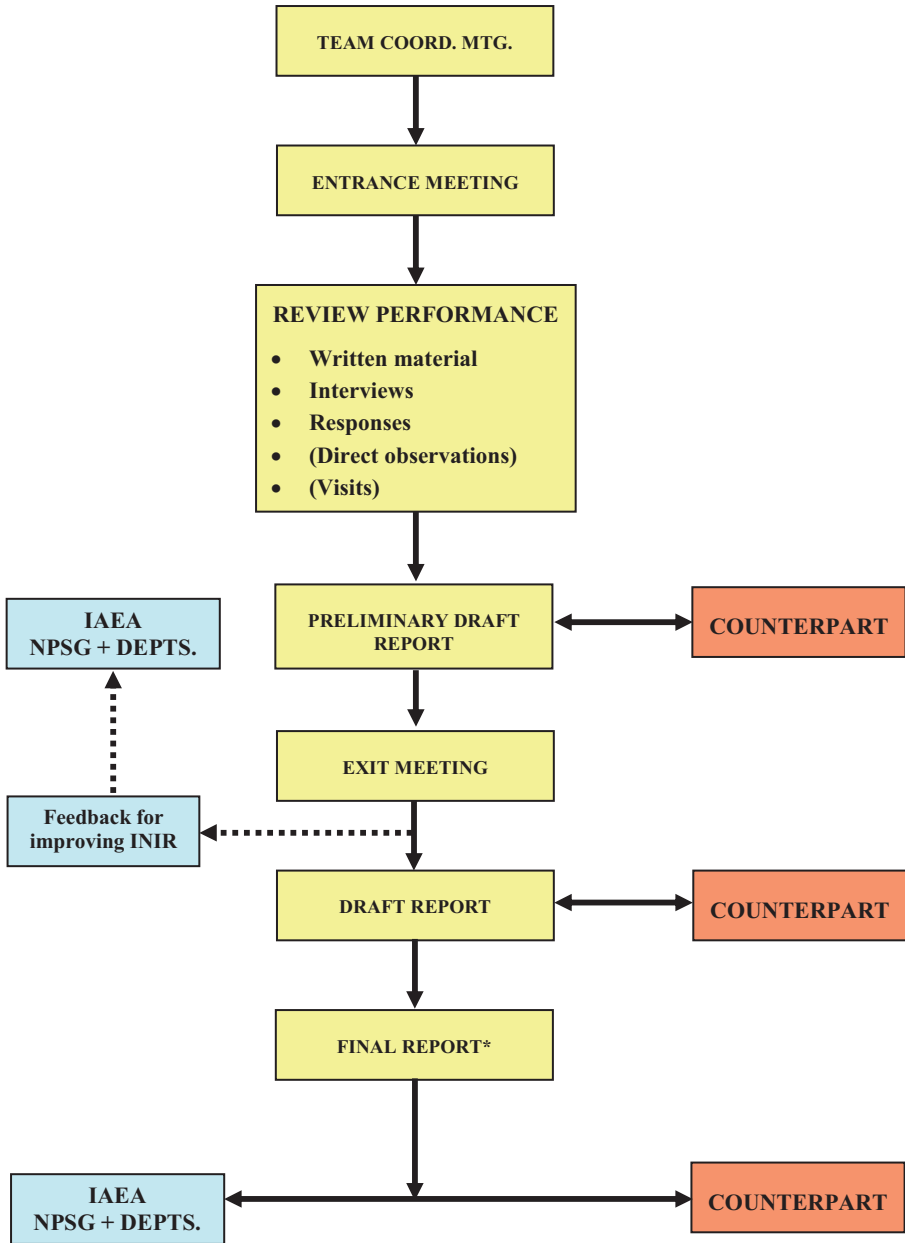 TEAM COORD. MTG.
ENTRANCE MEETING
REVIEW PERFORMANCE
• Written material
• Interviews
• Responses
• (Direct observations)
• (Visits)
IAEA
NPSG + DEPTS.
PRELIMINARY DRAFT
REPORT
COUNTERPART
EXIT MEETING
Feedback for
improving INIR
DRAFT REPORT
COUNTERPART
FINAL REPORT*
IAEA
NPSG + DEPTS.
COUNTERPART